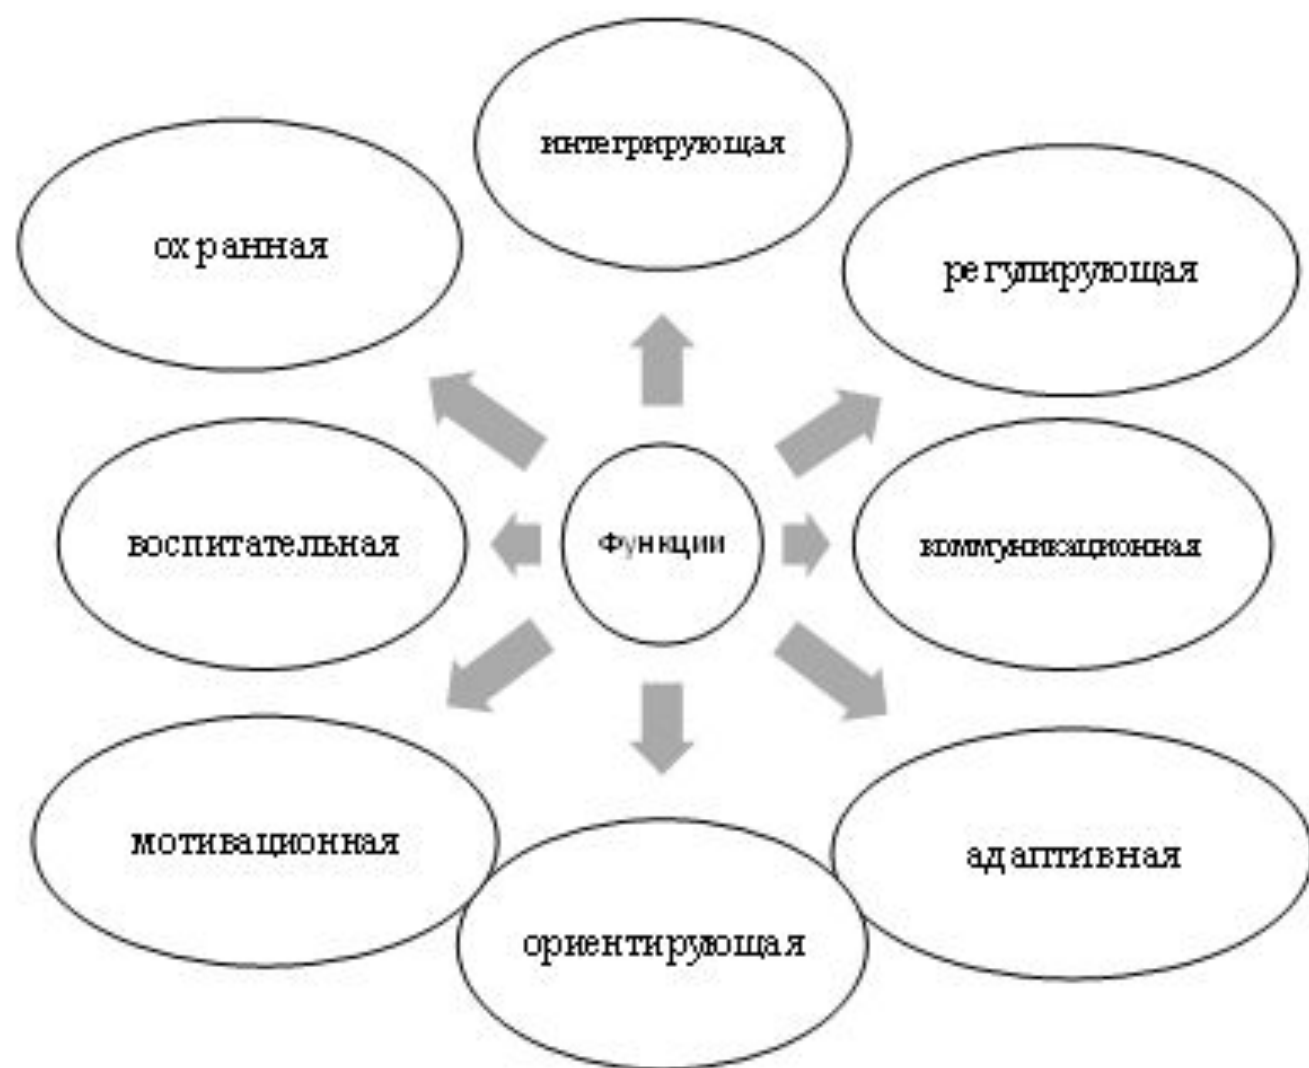 интегрирующая
охранная
регулирующая
воспитательная
Функции
коммуникационная
мотивационная
адаптивная
ориентирующая